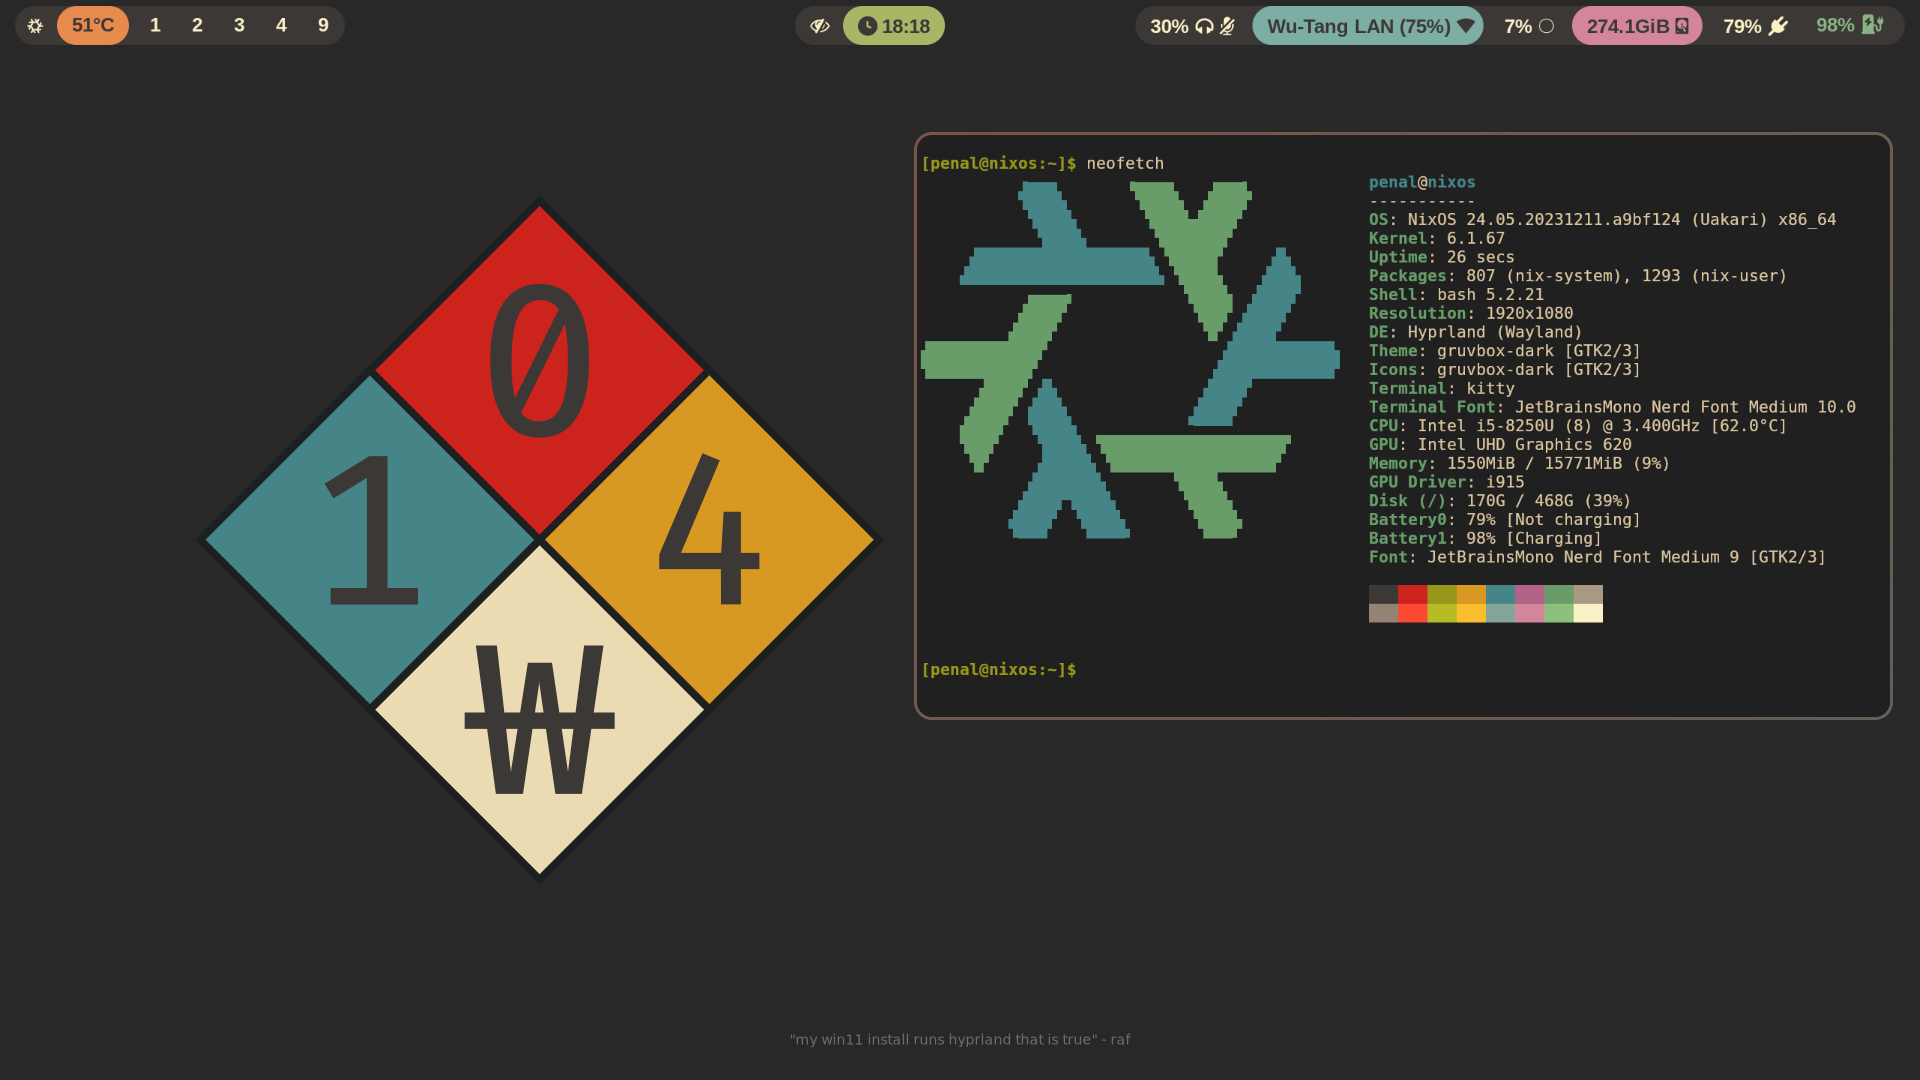 51°C 1 2 3 4 9
18:18
30% Wu-Tang LAN (75%) 7% 274.1GiB 79% 98%
0
1
4
W
[penal@nixos:~]$ neofetch
penal@nixos
-----------
OS: NixOS 24.05.20231211.a9bf124 (Uakari) x86_64
Kernel: 6.1.67
Uptime: 26 secs
Packages: 807 (nix-system), 1293 (nix-user)
Shell: bash 5.2.21
Resolution: 1920x1080
DE: Hyprland (Wayland)
Theme: gruvbox-dark [GTK2/3]
Icons: gruvbox-dark [GTK2/3]
Terminal: kitty
Terminal Font: JetBrainsMono Nerd Font Medium 10.0
CPU: Intel i5-8250U (8) @ 3.400GHz [62.0°C]
GPU: Intel UHD Graphics 620
Memory: 1550MiB / 15771MiB (9%)
GPU Driver: i915
Disk (/): 170G / 468G (39%)
Battery0: 79% [Not charging]
Battery1: 98% [Charging]
Font: JetBrainsMono Nerd Font Medium 9 [GTK2/3]
[penal@nixos:~]$
"my win11 install runs hyprland that is true" - raf